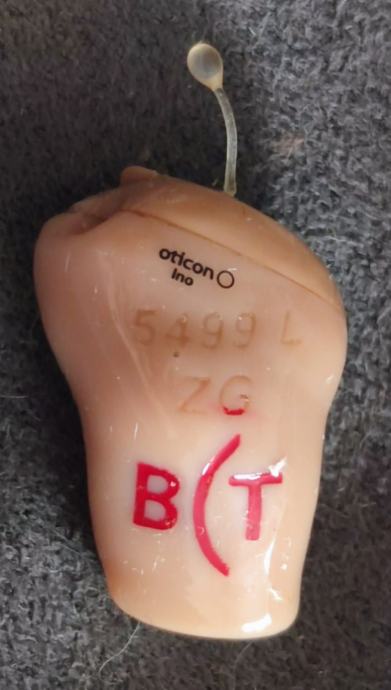 oticon
Ino
5499 L
ZG
B(T